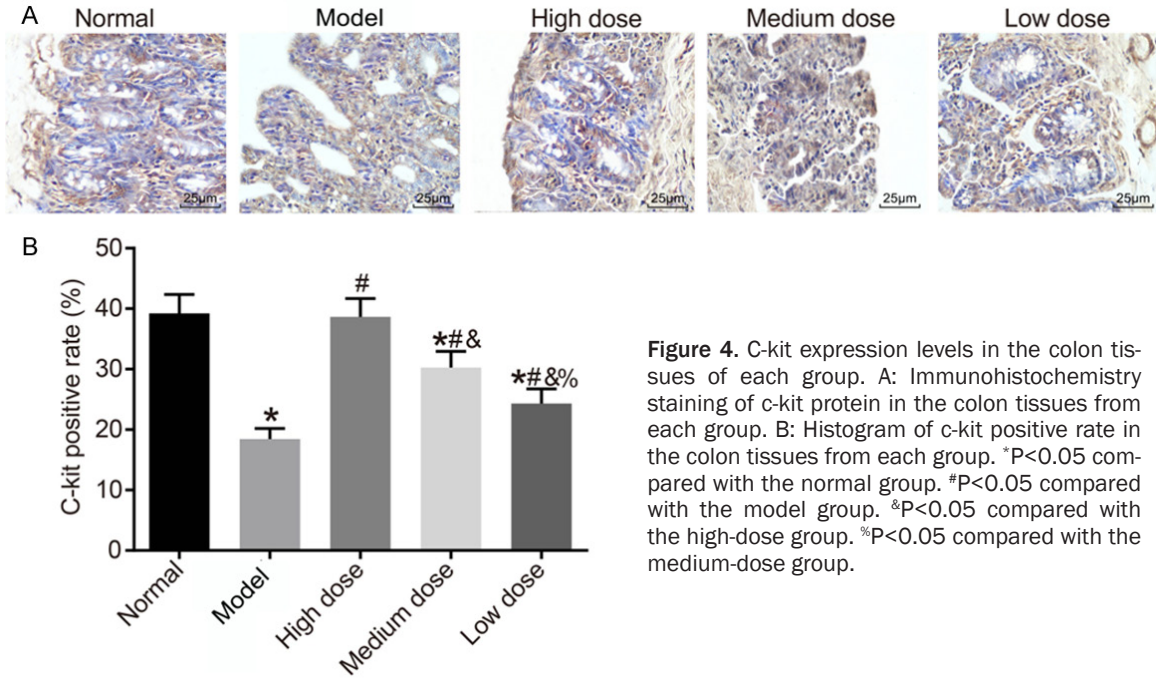 A
Normal
Model
High dose
Medium dose
Low dose
25μm
25μm
25μm
25μm
25μm
B
C-kit positive rate (%)
50
40
30
20
10
0
*
#
*#&
*#&%
Normal
Model
High dose
Medium dose
Low dose
Figure 4. C-kit expression levels in the colon tis-
sues of each group. A: Immunohistochemistry
staining of c-kit protein in the colon tissues from
each group. B: Histogram of c-kit positive rate in
the colon tissues from each group. *P<0.05 com-
pared with the normal group. #P<0.05 compared
with the model group. &P<0.05 compared with
the high-dose group. %P<0.05 compared with the
medium-dose group.